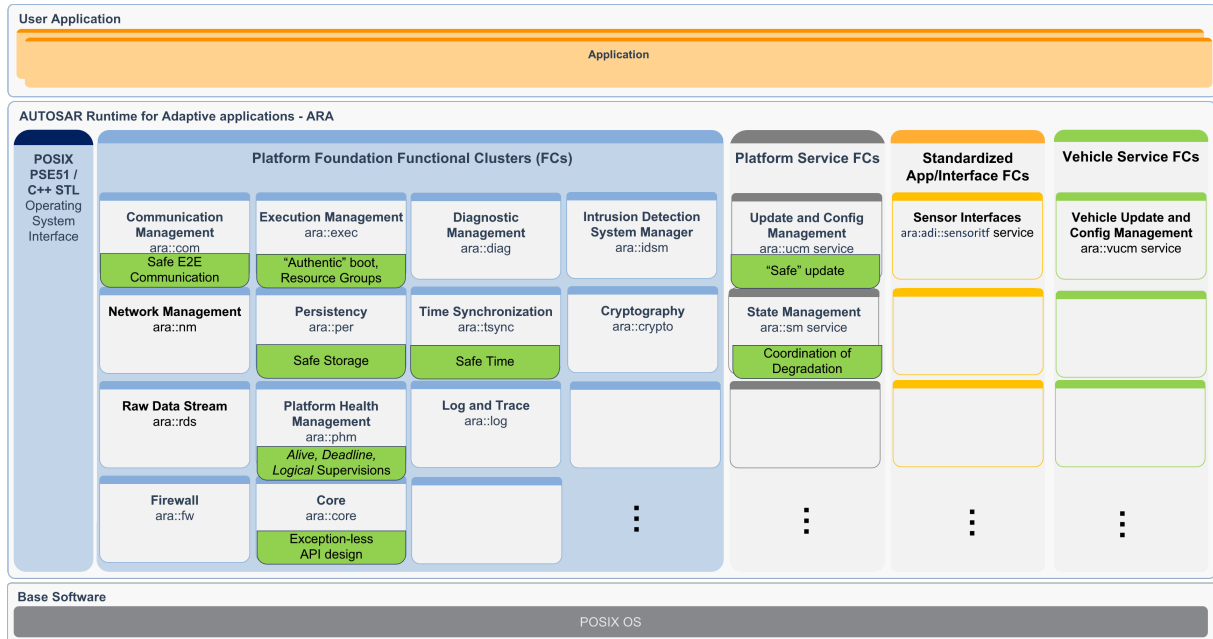 User Application
Application
AUTOSAR Runtime for Adaptive applications - ARA
POSIX
PSE51 /
C++ STL
Operating
System
Interface
Platform Foundation Functional Clusters (FCs)
Communication
Management
ara::com
Safe E2E
Communication
Execution Management
ara::exec
“Authentic” boot,
Resource Groups
Diagnostic
Management
ara::diag
Intrusion Detection
System Manager
ara::idsm
Network Management
ara::nm
Persistency
ara::per
Safe Storage
Time Synchronization
ara::tsync
Safe Time
Cryptography
ara::crypto
Raw Data Stream
ara::rds
Platform Health
Management
ara::phm
Alive, Deadline,
Logical Supervisions
Log and Trace
ara::log
Firewall
ara::fw
Core
ara::core
Exception-less
API design
Platform Service FCs
Update and Config
Management
ara::ucm service
“Safe” update
State Management
ara::sm service
Coordination of
Degradation
Standardized
App/Interface FCs
Sensor Interfaces
ara:adi::sensoritf service
Vehicle Service FCs
Vehicle Update and
Config Management
ara::vucm service
Base Software
POSIX OS